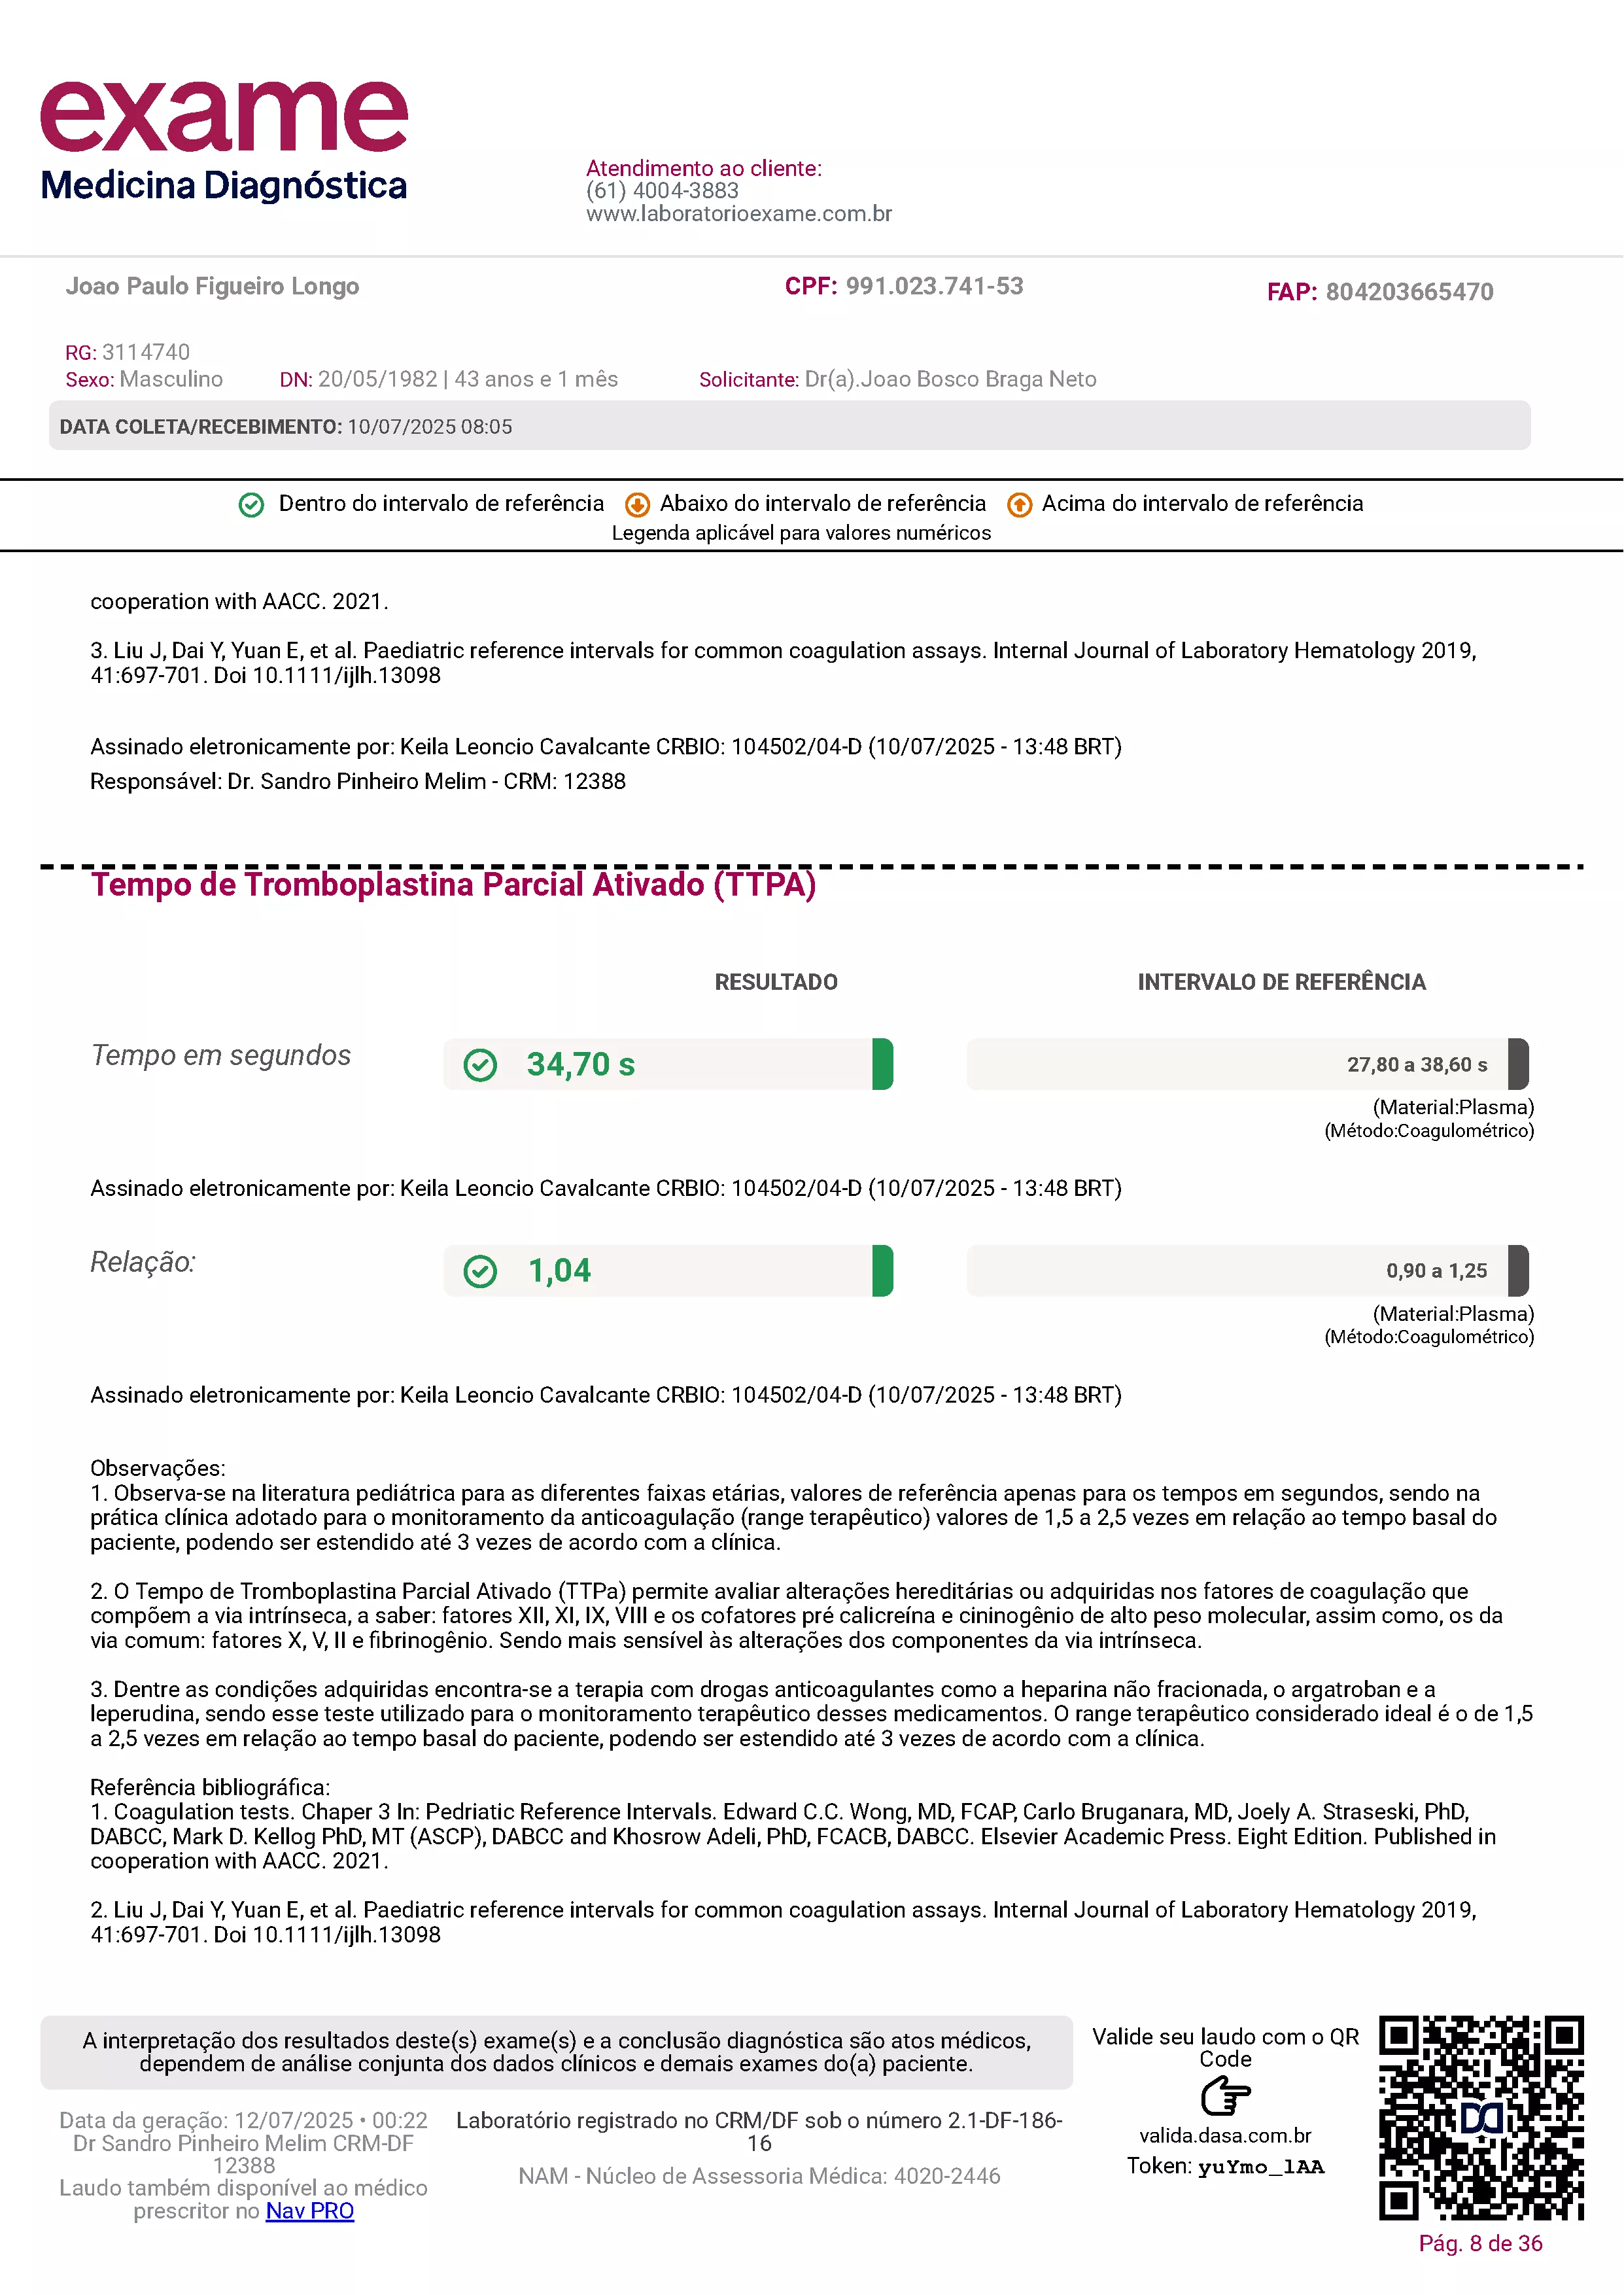 exame
Medicina Diagnóstica
Atendimento ao cliente:
(61) 4004-3883
www.laboratorioexame.com.br
Joao Paulo Figueiro Longo
CPF: 991.023.741-53
FAP: 804203665470
RG: 3114740
Sexo: Masculino DN: 20/05/1982 | 43 anos e 1 mês Solicitante: Dr(a).Joao Bosco Braga Neto
DATA COLETA/RECEBIMENTO: 10/07/2025 08:05
Dentro do intervalo de referência Abaixo do intervalo de referência Acima do intervalo de referência
Legenda aplicável para valores numéricos
cooperation with AACC. 2021.
3. Liu J, Dai Y, Yuan E, et al. Paediatric reference intervals for common coagulation assays. Internal Journal of Laboratory Hematology 2019,
41:697-701. Doi 10.1111/ijlh.13098
Assinado eletronicamente por: Keila Leoncio Cavalcante CRBIO: 104502/04-D (10/07/2025 - 13:48 BRT)
Responsável: Dr. Sandro Pinheiro Melim - CRM: 12388
Tempo de Tromboplastina Parcial Ativado (TTPA)
RESULTADO INTERVALO DE REFERÊNCIA
Tempo em segundos 34,70 s 27,80 a 38,60 s
(Material:Plasma)
(Método:Coagulométrico)
Assinado eletronicamente por: Keila Leoncio Cavalcante CRBIO: 104502/04-D (10/07/2025 - 13:48 BRT)
Relação: 1,04 0,90 a 1,25
(Material:Plasma)
(Método:Coagulométrico)
Assinado eletronicamente por: Keila Leoncio Cavalcante CRBIO: 104502/04-D (10/07/2025 - 13:48 BRT)
Observações:
1. Observa-se na literatura pediátrica para as diferentes faixas etárias, valores de referência apenas para os tempos em segundos, sendo na
prática clínica adotado para o monitoramento da anticoagulação (range terapêutico) valores de 1,5 a 2,5 vezes em relação ao tempo basal do
paciente, podendo ser estendido até 3 vezes de acordo com a clínica.
2. O Tempo de Tromboplastina Parcial Ativado (TTPa) permite avaliar alterações hereditárias ou adquiridas nos fatores de coagulação que
compõem a via intrínseca, a saber: fatores XII, XI, IX, VIII e os cofatores pré calicreína e cininogênio de alto peso molecular, assim como, os da
via comum: fatores X, V, II e fibrinogênio. Sendo mais sensível às alterações dos componentes da via intrínseca.
3. Dentre as condições adquiridas encontra-se a terapia com drogas anticoagulantes como a heparina não fracionada, o argatroban e a
leperudina, sendo esse teste utilizado para o monitoramento terapêutico desses medicamentos. O range terapêutico considerado ideal é o de 1,5
a 2,5 vezes em relação ao tempo basal do paciente, podendo ser estendido até 3 vezes de acordo com a clínica.
Referência bibliográfica:
1. Coagulation tests. Chaper 3 In: Pedriatic Reference Intervals. Edward C.C. Wong, MD, FCAP, Carlo Bruganara, MD, Joely A. Straseski, PhD,
DABCC, Mark D. Kellog PhD, MT (ASCP), DABCC and Khosrow Adeli, PhD, FCACB, DABCC. Elsevier Academic Press. Eight Edition. Published in
cooperation with AACC. 2021.
2. Liu J, Dai Y, Yuan E, et al. Paediatric reference intervals for common coagulation assays. Internal Journal of Laboratory Hematology 2019,
41:697-701. Doi 10.1111/ijlh.13098
A interpretação dos resultados deste(s) exame(s) e a conclusão diagnóstica são atos médicos,
dependem de análise conjunta dos dados clínicos e demais exames do(a) paciente.
Data da geração: 12/07/2025 • 00:22
Dr Sandro Pinheiro Melim CRM-DF
12388
Laudo também disponível ao médico
prescritor no Nav PRO
Laboratório registrado no CRM/DF sob o número 2.1-DF-186-
16
NAM - Núcleo de Assessoria Médica: 4020-2446
Valide seu laudo com o QR
Code
valida.dasa.com.br
Token: yuYmo_lAA
Pág. 8 de 36